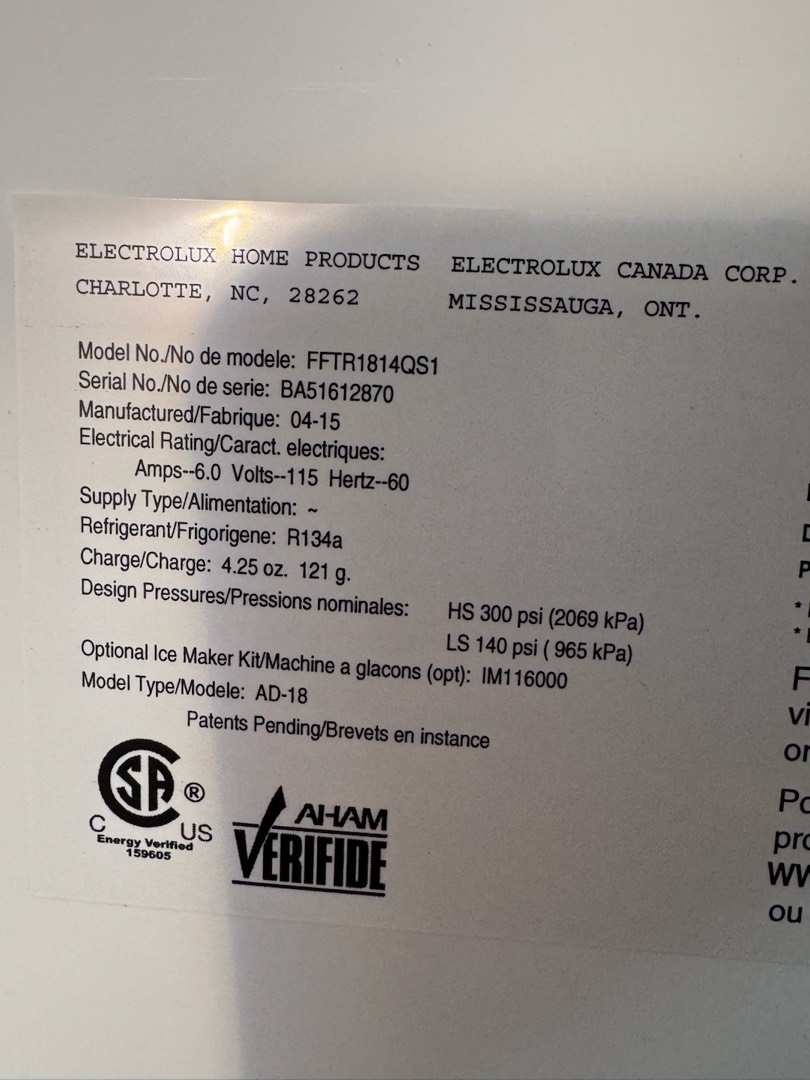 ELECTROLUX HOME PRODUCTS ELECTROLUX CANADA CORP.
CHARLOTTE, NC, 28262 MISSISSAUGA, ONT.
Model No./No de modele: FFTR1814QS1
Serial No./No de serie: BA51612870
Manufactured/Fabrique: 04-15
Electrical Rating/Caract. electriques:
Amps--6.0 Volts--115 Hertz--60
Supply Type/Alimentation: ~
Refrigerant/Frigorigene: R134a
Charge/Charge: 4.25 oz. 121 g.
Design Pressures/Pressions nominales: HS 300 psi (2069 kPa)
LS 140 psi ( 965 kPa)
Optional Ice Maker Kit/Machine a glacons (opt): IM116000
Model Type/Modele: AD-18
Patents Pending/Brevets en instance
SA ®
C US
Energy Verified
159605
AHAM
VERIFIDE
ou